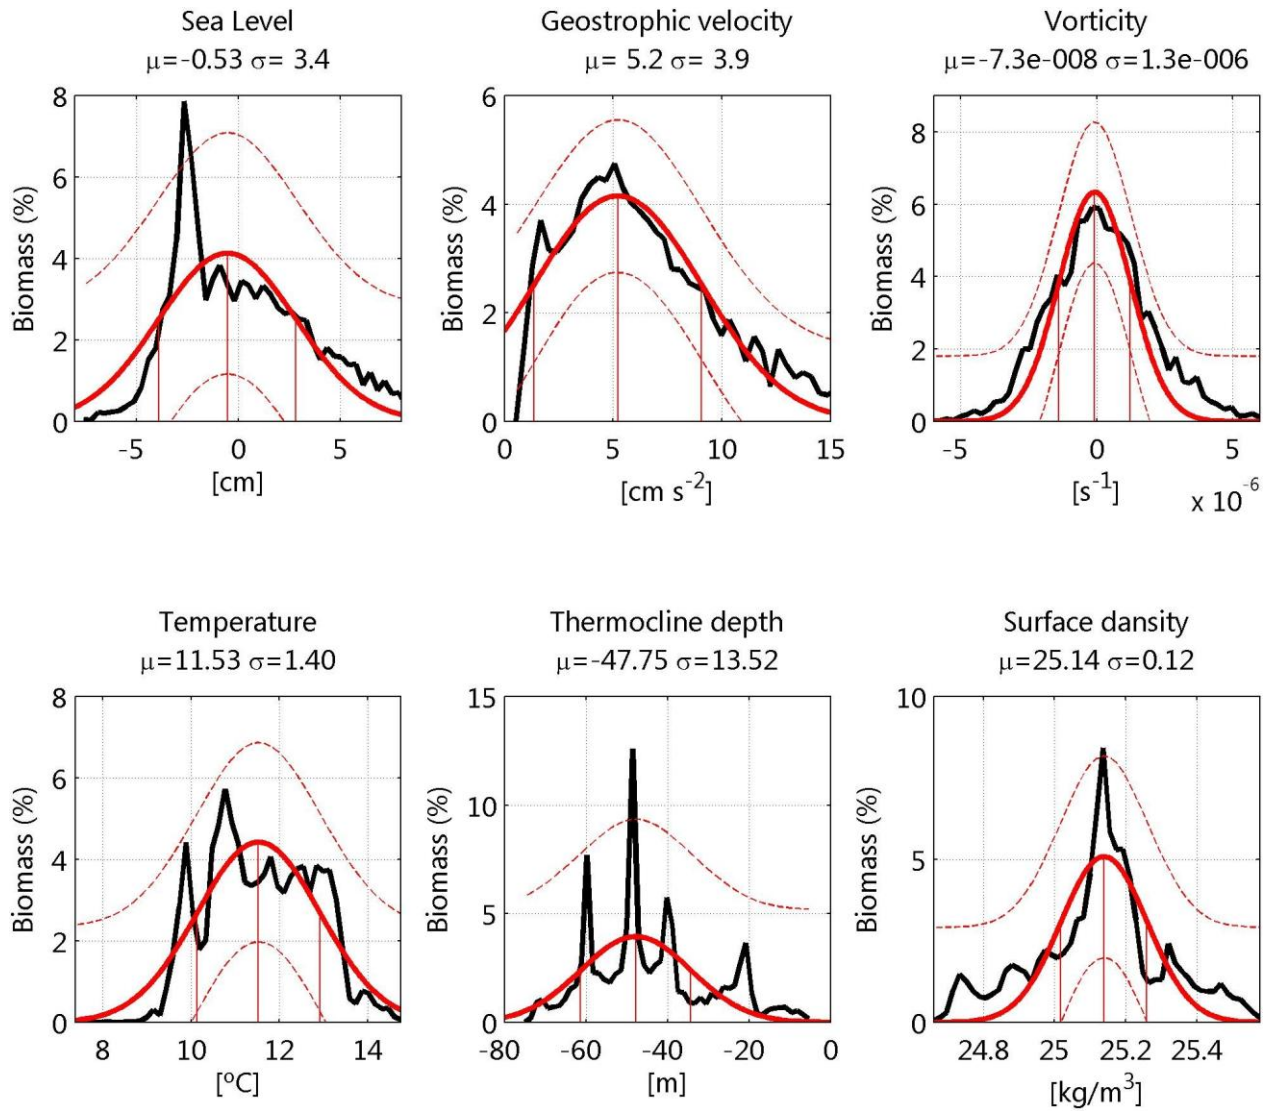 Sea Level
μ=-0.53 σ= 3.4
8
6
4
2
0
-5
0
5
Biomass (%)
[cm]
Geostrophic velocity
μ= 5.2 σ= 3.9
6
4
2
0
0
5
10
15
Biomass (%)
[cm s-2]
Vorticity
μ=-7.3e-008 σ=1.3e-006
8
6
4
2
0
-5
0
5
Biomass (%)
[s-1]
x 10-6
Temperature
μ=11.53 σ=1.40
8
6
4
2
0
8
10
12
14
Biomass (%)
[ºC]
Thermocline depth
μ=-47.75 σ=13.52
15
10
5
0
-80
-60
-40
-20
0
Biomass (%)
[m]
Surface dansity
μ=25.14 σ=0.12
10
5
0
24.8
25
25.2
25.4
Biomass (%)
[kg/m3]